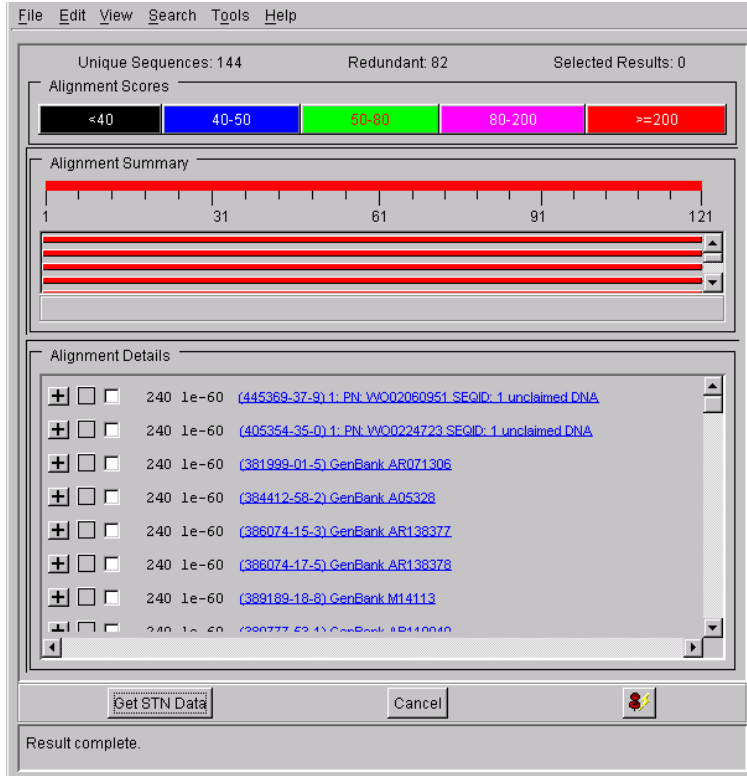 File Edit View Search Tools Help
Unique Sequences: 144 Redundant: 82 Selected Results: 0
Alignment Scores
<40 40-50 50-80 80-200 >=200
Alignment Summary
1 31 61 91 121
Alignment Details
240 1e-60 (445369-37-9) 1: PN: WO02060951 SEQID: 1 unclaimed DNA
240 1e-60 (405354-35-0) 1: PN: WO0224723 SEQID: 1 unclaimed DNA
240 1e-60 (381999-01-5) GenBank AR071306
240 1e-60 (384412-58-2) GenBank A05328
240 1e-60 (386074-15-3) GenBank AR138377
240 1e-60 (386074-17-5) GenBank AR138378
240 1e-60 (389189-18-8) GenBank M14113
240 1e-60 GenBank
Get STN Data Cancel
Result complete.